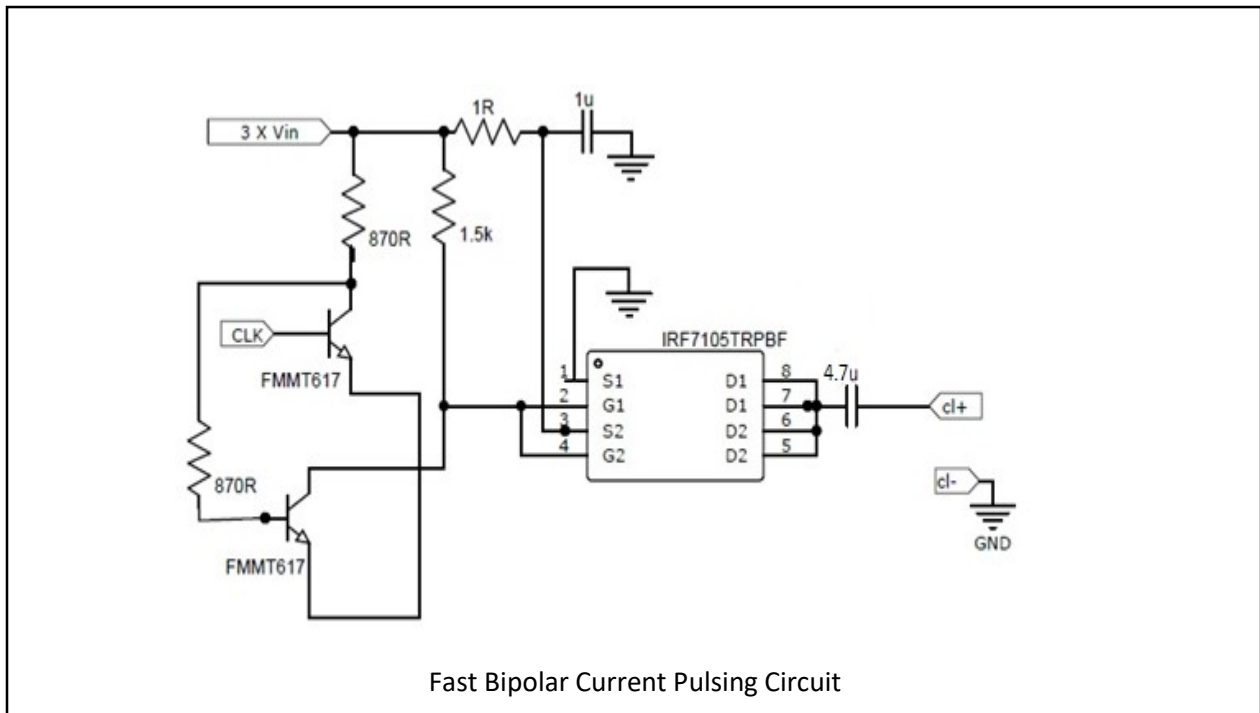 1u
1R
3 X Vin
870R
1.5k
CLK
FMMT617
IRF7105TRPBF
1 S1 D1 8
2 G1 D1 7
3 S2 D2 6
4 G2 D2 5
4.7u
cl+
870R
cl-
FMMT617
GND
Fast Bipolar Current Pulsing Circuit